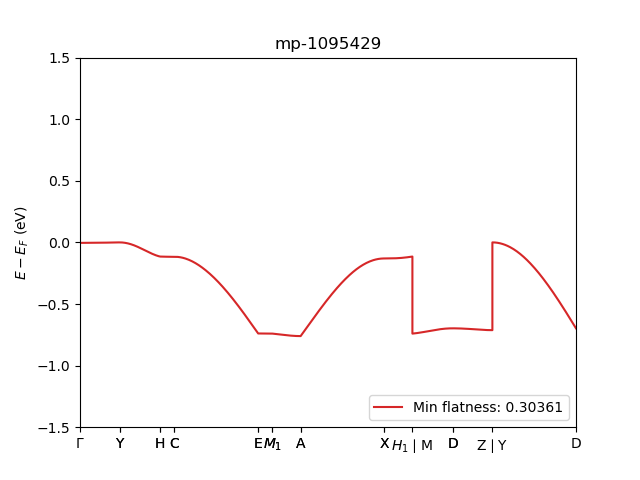 mp-1095429
1.5
1.0
0.5
0.0
−0.5
−1.0
−1.5
E − E_F (eV)
Min flatness: 0.30361
Γ Y H C E M₁ A X H₁ | M D Z | Y D